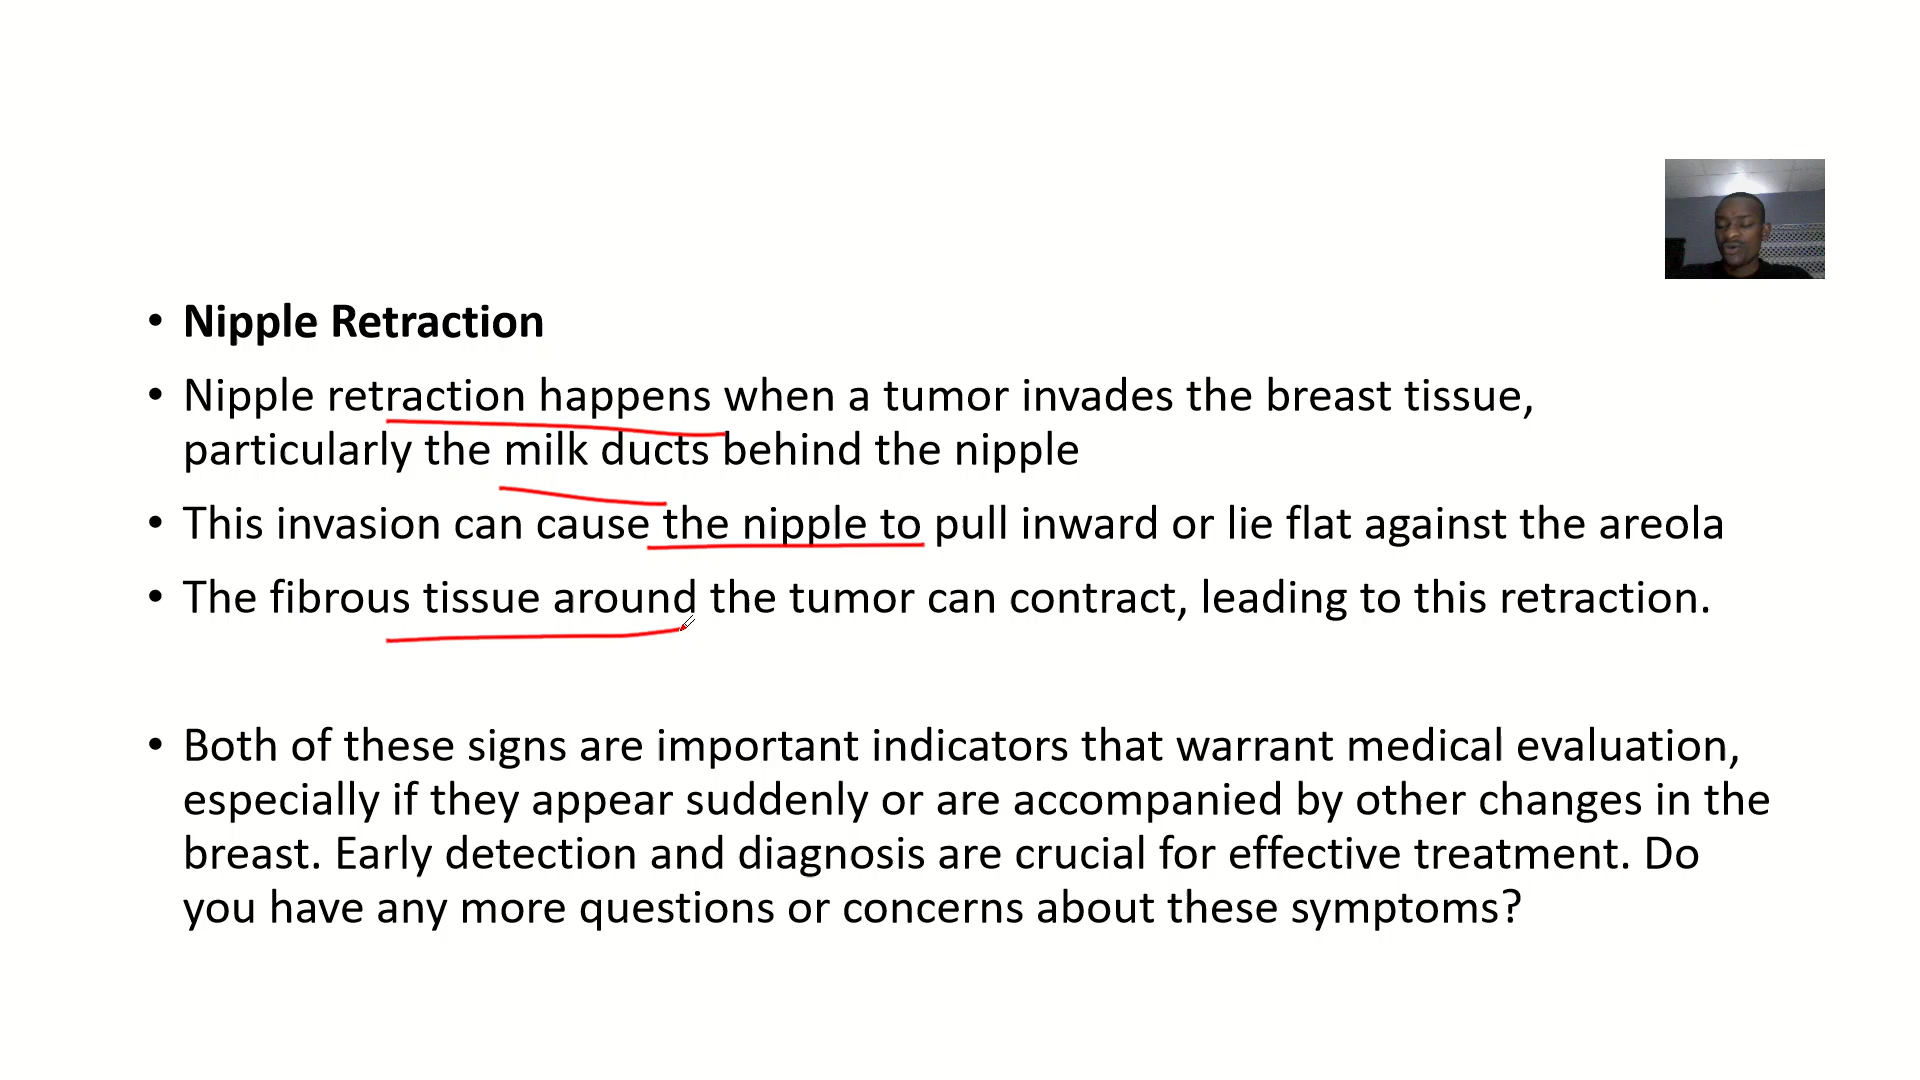 • Nipple Retraction
• Nipple retraction happens when a tumor invades the breast tissue,
particularly the milk ducts behind the nipple
• This invasion can cause the nipple to pull inward or lie flat against the areola
• The fibrous tissue around the tumor can contract, leading to this retraction.
• Both of these signs are important indicators that warrant medical evaluation,
especially if they appear suddenly or are accompanied by other changes in the
breast. Early detection and diagnosis are crucial for effective treatment. Do
you have any more questions or concerns about these symptoms?